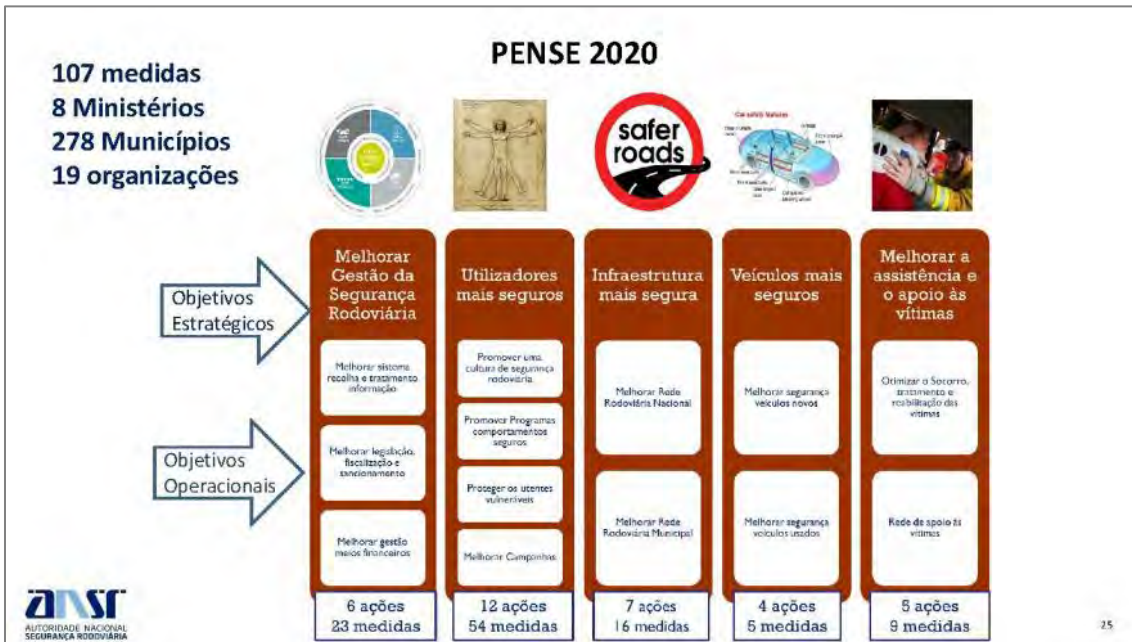 PENSE 2020
107 medidas
8 Ministérios
278 Municípios
19 organizações
safer
roads
Car safety features
Objetivos
Estratégicos
Objetivos
Operacionais
Melhorar
Gestão da
Segurança
Rodoviária
Melhorar sistema
recolha e tratamento
informação
Melhorar legislação,
fiscalização e
sancionamento
Melhorar gestão
meios financeiros
6 ações
23 medidas
Utilizadores
mais seguros
Promover uma
cultura de segurança
rodoviária
Promover Programas
comportamentos
seguros
Proteger os utentes
vulneráveis
Melhorar Campanhas
12 ações
54 medidas
Infraestrutura
mais segura
Melhorar Rede
Rodoviária Nacional
Melhorar Rede
Rodoviária Municipal
7 ações
16 medidas
Veículos mais
seguros
Melhorar segurança
veículos novos
Melhorar segurança
veículos usados
4 ações
5 medidas
Melhorar a
assistência e
o apoio às
vítimas
Otimizar o Socorro,
tratamento e
reabilitação das
vítimas
Rede de apoio às
vítimas
5 ações
9 medidas
ansr
AUTORIDADE NACIONAL
SEGURANÇA RODOVIÁRIA
25